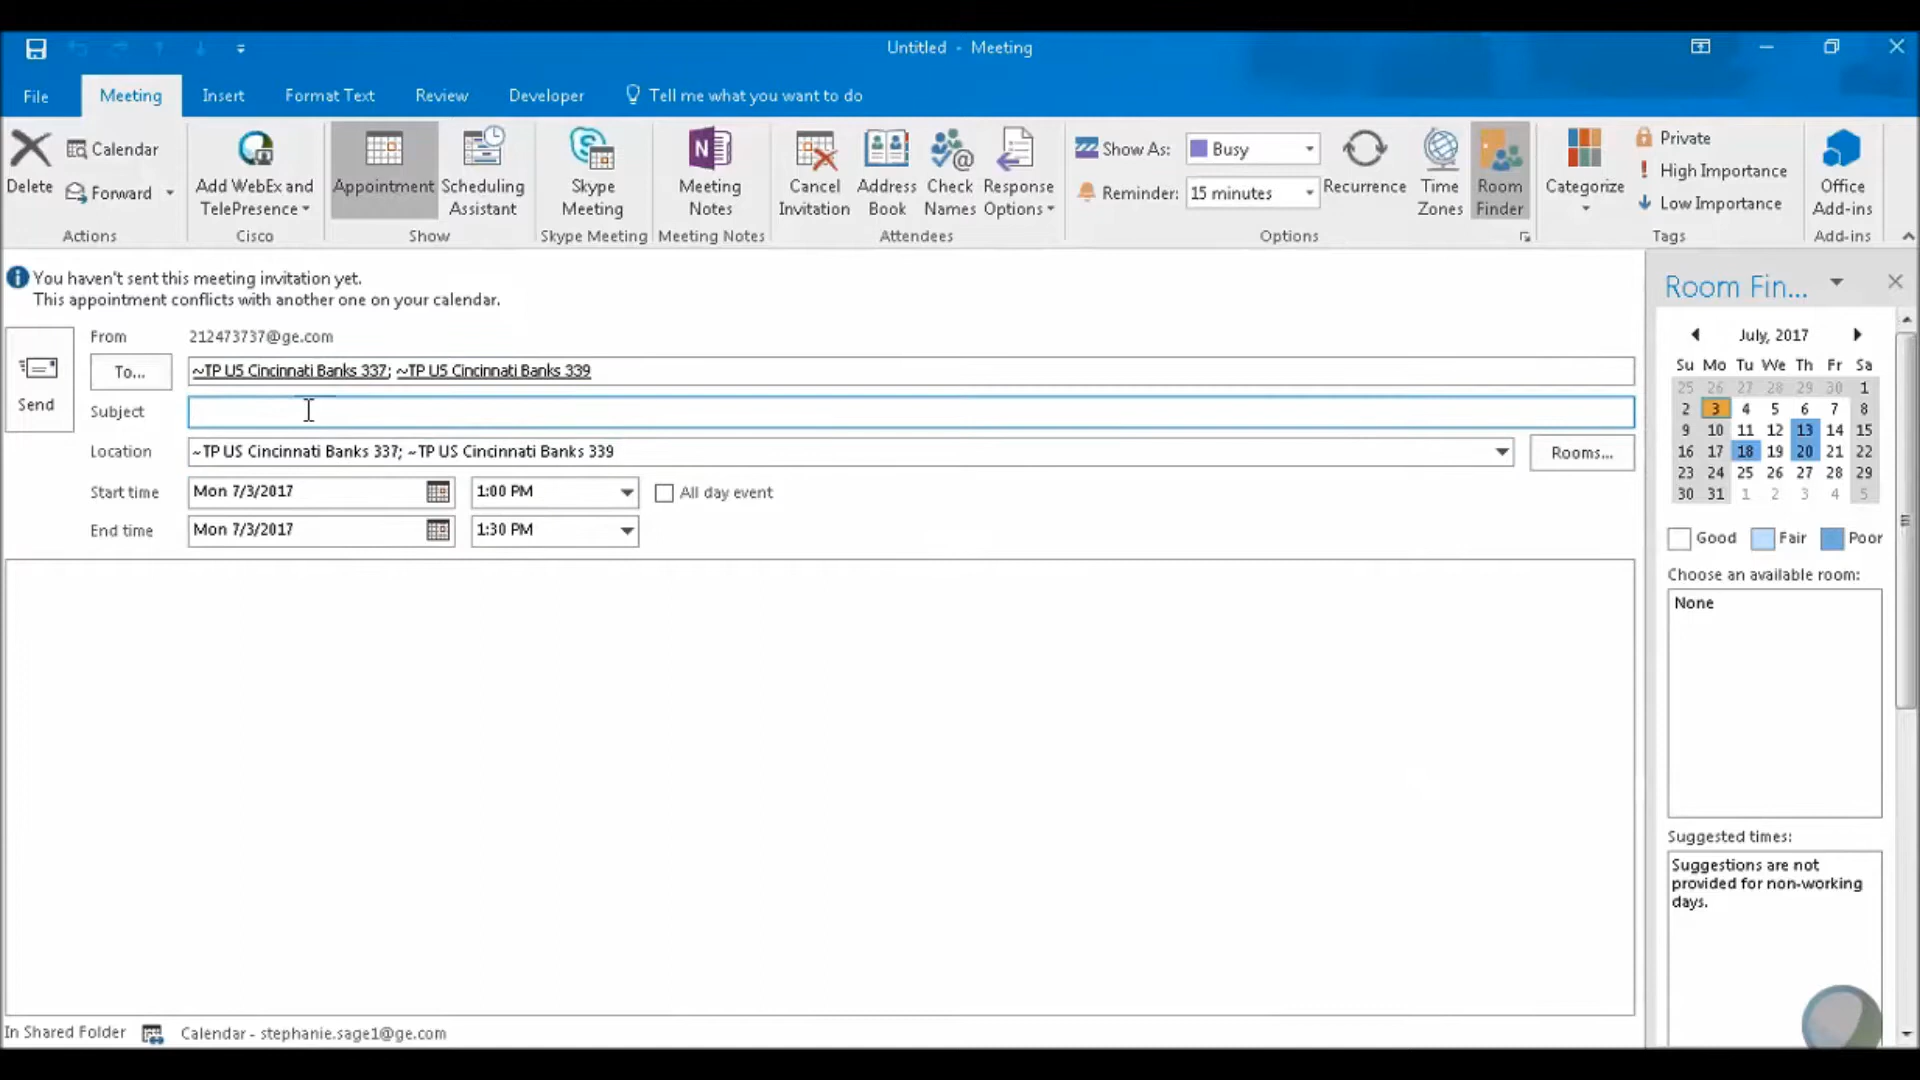 Untitled - Meeting
File Meeting Insert Format Text Review Developer Tell me what you want to do
Delete
Calendar
Forward
Actions
Add WebEx and
TelePresence
Cisco
Appointment
Scheduling
Assistant
Show
Skype
Meeting
Skype Meeting
Meeting
Notes
Meeting Notes
Cancel
Invitation
Address
Book
Check
Names
Response
Options
Attendees
Show As: Busy
Reminder: 15 minutes
Recurrence
Time
Zones
Room
Finder
Options
Categorize
Private
High Importance
Low Importance
Tags
Office
Add-ins
Add-ins
You haven't sent this meeting invitation yet.
This appointment conflicts with another one on your calendar.
Send
From 212473737@ge.com
To... ~TP US Cincinnati Banks 337; ~TP US Cincinnati Banks 339
Subject
Location ~TP US Cincinnati Banks 337; ~TP US Cincinnati Banks 339 Rooms...
Start time Mon 7/3/2017 1:00 PM All day event
End time Mon 7/3/2017 1:30 PM
Room Fin...
July, 2017
Su Mo Tu We Th Fr Sa
25 26 27 28 29 30 1
2 3 4 5 6 7 8
9 10 11 12 13 14 15
16 17 18 19 20 21 22
23 24 25 26 27 28 29
30 31 1 2 3 4 5
Good Fair Poor
Choose an available room:
None
Suggested times:
Suggestions are not
provided for non-working
days.
In Shared Folder Calendar - stephanie.sage1@ge.com